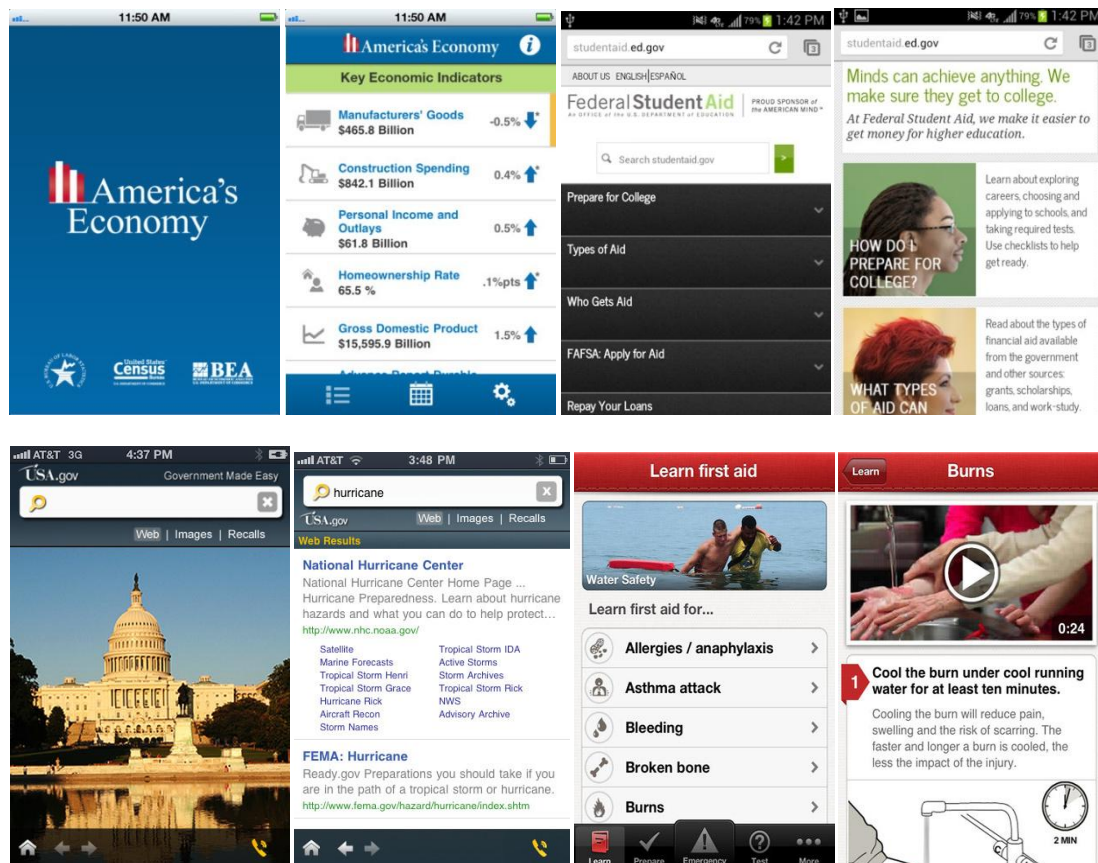 11:50 AM
America's
Economy
United States
Census
BEA
11:50 AM
America's Economy
Key Economic Indicators
Manufacturers' Goods
$465.8 Billion
-0.5%
Construction Spending
$842.1 Billion
0.4%
Personal Income and
Outlays
$61.8 Billion
0.5%
Homeownership Rate
65.5 %
.1%pts
Gross Domestic Product
$15,595.9 Billion
1.5%
79% 1:42 PM
studentaid.ed.gov
3
ABOUT US ENGLISH|ESPAÑOL
Federal Student Aid
An OFFICE of the U.S. DEPARTMENT of EDUCATION
PROUD SPONSOR of
the AMERICAN MIND™
Search studentaid.gov
>
Prepare for College
Types of Aid
Who Gets Aid
FAFSA: Apply for Aid
Repay Your Loans
79% 1:42 PM
studentaid.ed.gov
3
Minds can achieve anything. We
make sure they get to college.
At Federal Student Aid, we make it easier to
get money for higher education.
HOW DO I
PREPARE FOR
COLLEGE?
Learn about exploring
careers, choosing and
applying to schools, and
taking required tests.
Use checklists to help
get ready.
WHAT TYPES
OF AID CAN
Read about the types of
financial aid available
from the government
and other sources:
grants, scholarships,
loans, and work-study.
AT&T 3G 4:37 PM
USA.gov Government Made Easy
Web | Images | Recalls
AT&T 3:48 PM
hurricane
USA.gov Web | Images | Recalls
Web Results
National Hurricane Center
National Hurricane Center Home Page ...
Hurricane Preparedness. Learn about hurricane
hazards and what you can do to help protect...
http://www.nhc.noaa.gov/
Satellite
Marine Forecasts
Tropical Storm Henri
Tropical Storm Grace
Hurricane Rick
Aircraft Recon
Storm Names
Tropical Storm IDA
Active Storms
Storm Archives
Tropical Storm Rick
NWS
Advisory Archive
FEMA: Hurricane
Ready.gov Preparations you should take if you
are in the path of a tropical storm or hurricane.
http://www.fema.gov/hazard/hurricane/index.shtm
Learn first aid
Water Safety
Learn first aid for...
Allergies / anaphylaxis
Asthma attack
Bleeding
Broken bone
Burns
Learn Prepare Emergency Test More
Learn
Burns
0:24
1
Cool the burn under cool running
water for at least ten minutes.
Cooling the burn will reduce pain,
swelling and the risk of scarring. The
faster and longer a burn is cooled, the
less the impact of the injury.
2 MIN
C